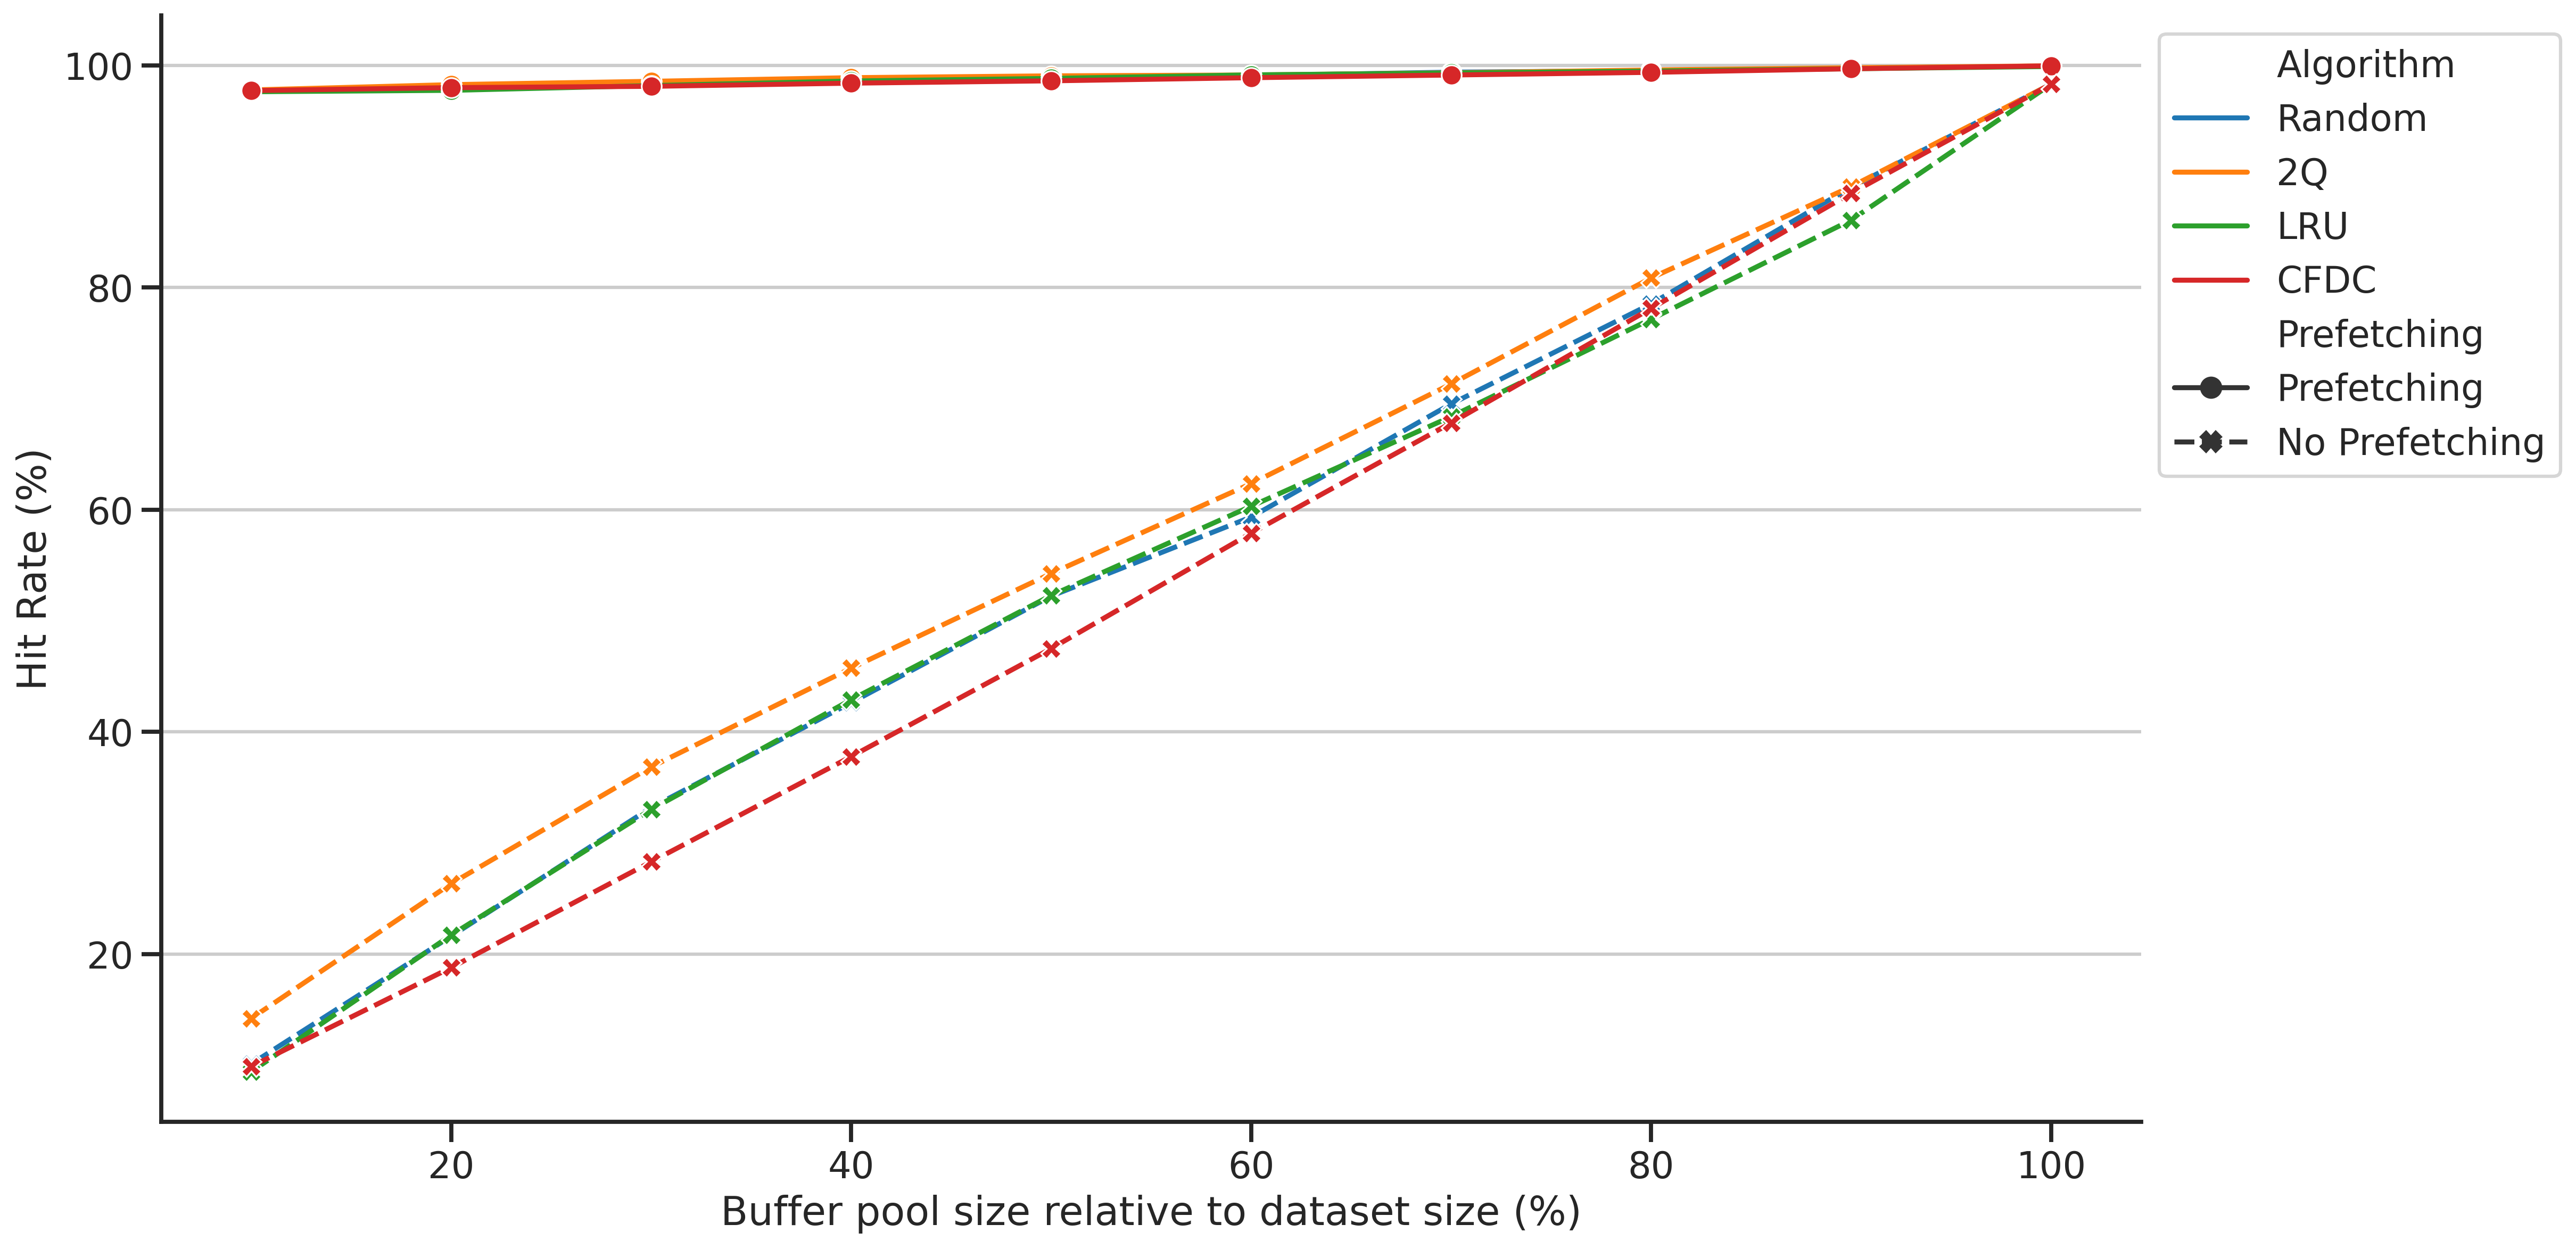 100
80
60
40
20
Hit Rate (%)
20 40 60 80 100
Buffer pool size relative to dataset size (%)
Algorithm
Random
2Q
LRU
CFDC
Prefetching
Prefetching
No Prefetching